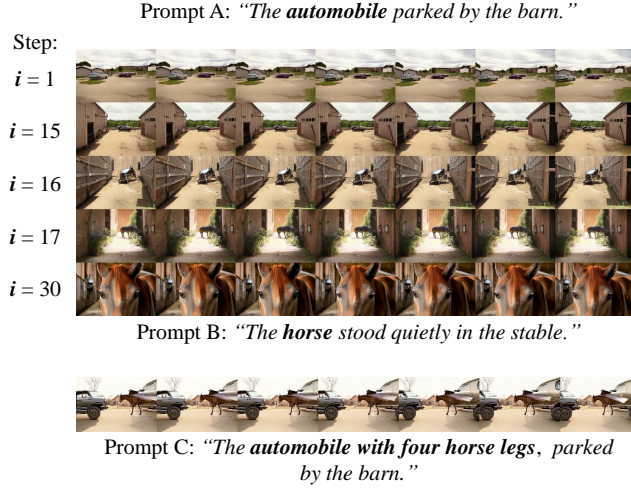 Prompt A: “The automobile parked by the barn.”
Step:
i = 1
i = 15
i = 16
i = 17
i = 30
Prompt B: “The horse stood quietly in the stable.”
Prompt C: “The automobile with four horse legs, parked
by the barn.”